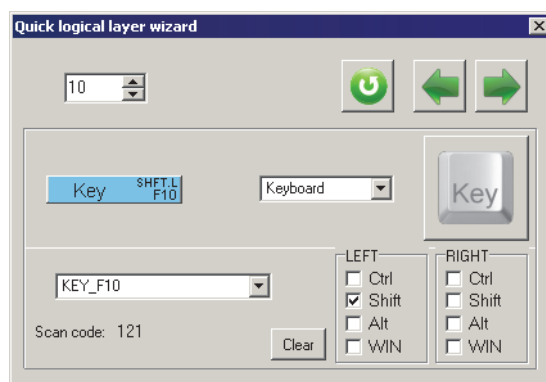 Quick logical layer wizard
10
Key SHFT.L
F10
Keyboard
Key
KEY_F10
Scan code: 121
Clear
LEFT
Ctrl
Shift
Alt
WIN
RIGHT
Ctrl
Shift
Alt
WIN